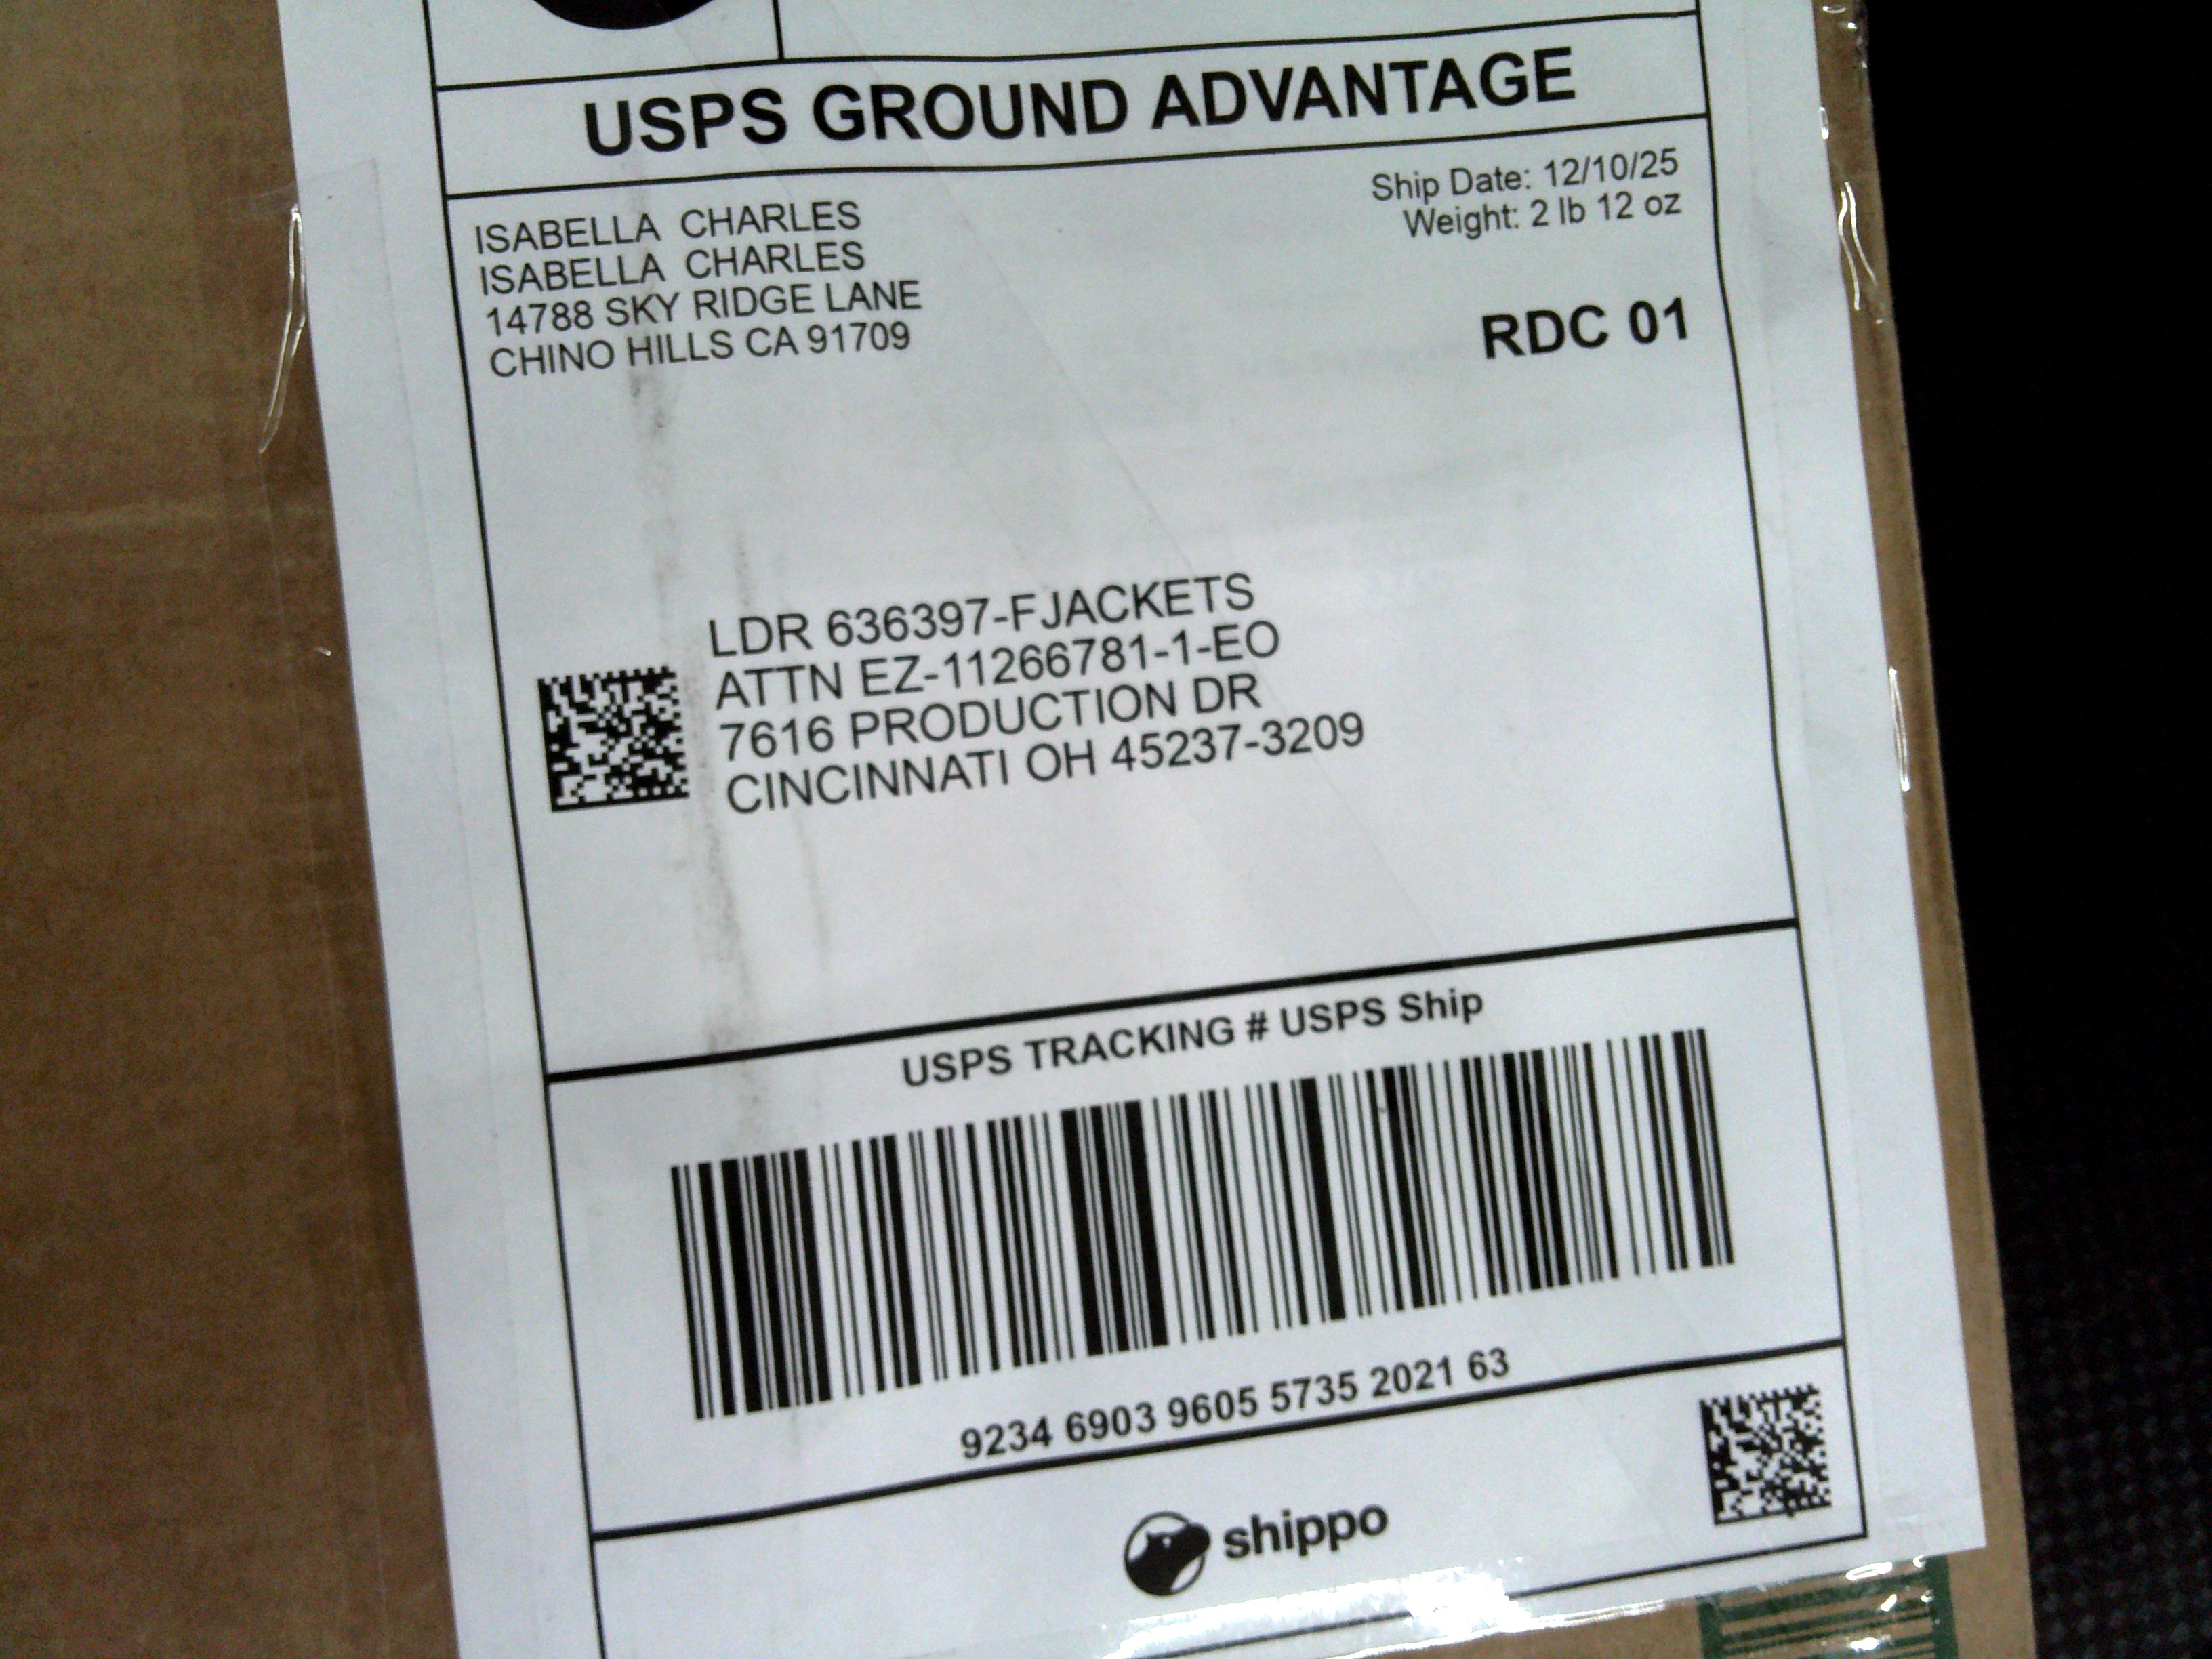 USPS GROUND ADVANTAGE
ISABELLA CHARLES
ISABELLA CHARLES
14788 SKY RIDGE LANE
CHINO HILLS CA 91709
Ship Date: 12/10/25
Weight: 2 lb 12 oz
RDC 01
LDR 636397-FJACKETS
ATTN EZ-11266781-1-EO
7616 PRODUCTION DR
CINCINNATI OH 45237-3209
USPS TRACKING # USPS Ship
9234 6903 9605 5735 2021 63
shippo